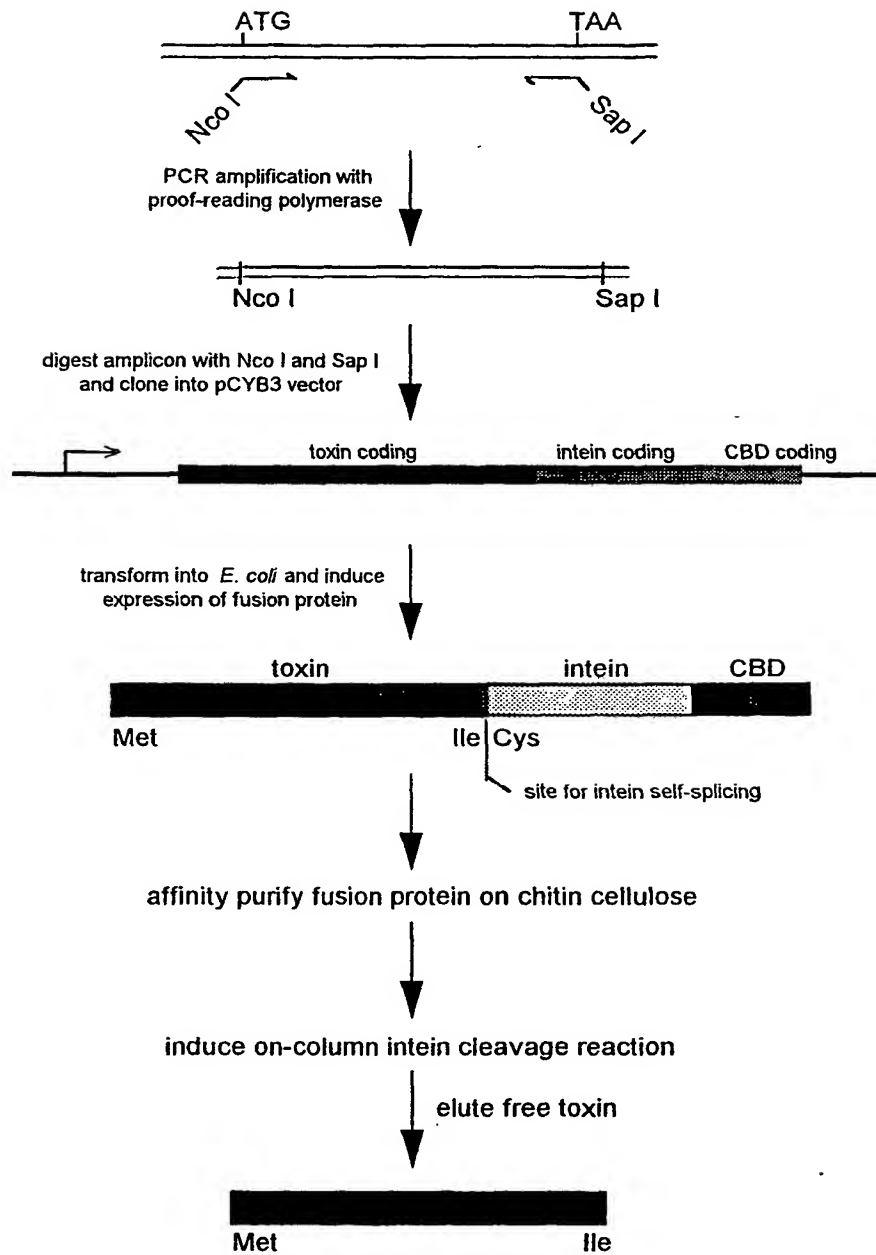 ATG TAA
Nco I Sap I
PCR amplification with
proof-reading polymerase
Nco I Sap I
digest amplicon with Nco I and Sap I
and clone into pCYB3 vector
toxin coding intein coding CBD coding
transform into E. coli and induce
expression of fusion protein
toxin intein CBD
Met Ile Cys
site for intein self-splicing
affinity purify fusion protein on chitin cellulose
induce on-column intein cleavage reaction
elute free toxin
Met Ile